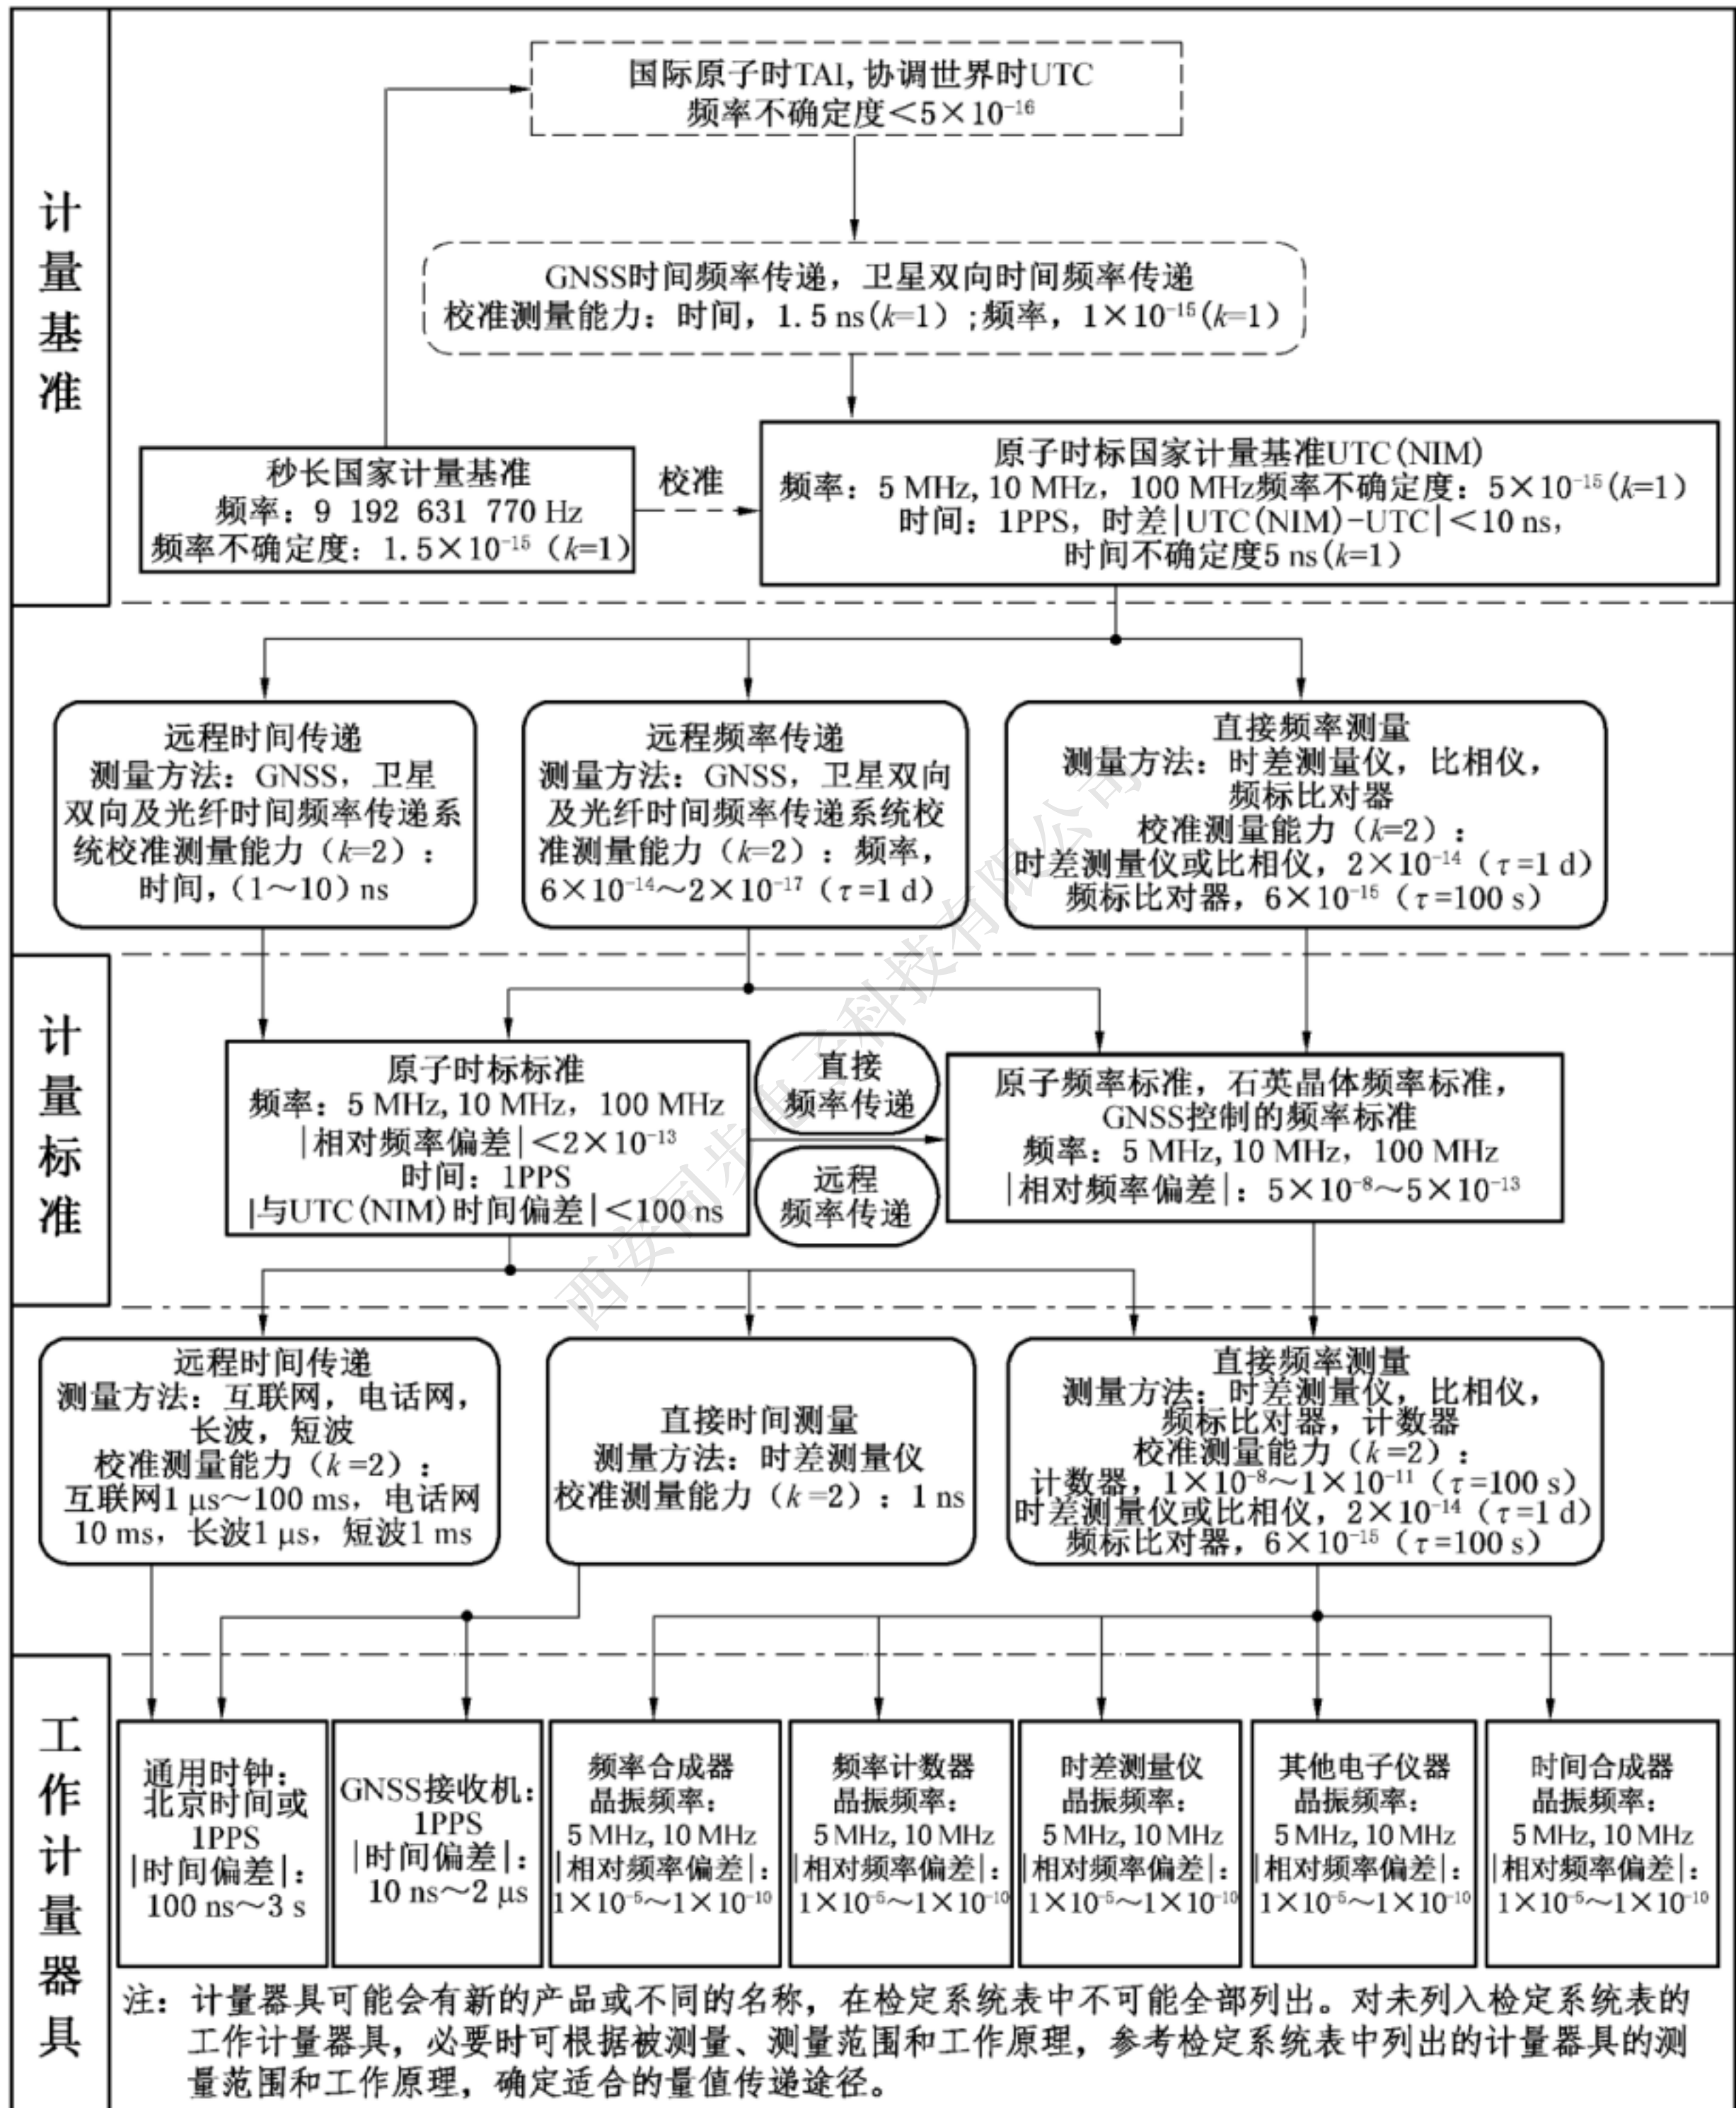 计量基准
国际原子时TAI,协调世界时UTC
频率不确定度<5×10⁻¹⁶
GNSS时间频率传递，卫星双向时间频率传递
校准测量能力：时间，1.5 ns(k=1)；频率，1×10⁻¹⁵(k=1)
秒长国家计量基准
频率：9 192 631 770 Hz
频率不确定度：1.5×10⁻¹⁵（k=1）
校准
原子时标国家计量基准UTC(NIM)
频率：5 MHz,10 MHz，100 MHz频率不确定度：5×10⁻¹⁵(k=1)
时间：1PPS，时差|UTC(NIM)-UTC|<10 ns，
时间不确定度5 ns(k=1)
远程时间传递
测量方法：GNSS，卫星
双向及光纤时间频率传递系
统校准测量能力（k=2）：
时间，(1～10) ns
远程频率传递
测量方法：GNSS，卫星双向
及光纤时间频率传递系统校
准测量能力（k=2）：频率，
6×10⁻¹⁴～2×10⁻¹⁷（τ=1 d）
直接频率测量
测量方法：时差测量仪，比相仪，
频标比对器
校准测量能力（k=2）：
时差测量仪或比相仪，2×10⁻¹⁴（τ=1 d）
频标比对器，6×10⁻¹⁵（τ=100 s）
计量标准
原子时标标准
频率：5 MHz,10 MHz，100 MHz
|相对频率偏差|<2×10⁻¹³
时间：1PPS
|与UTC(NIM)时间偏差|<100 ns
直接
频率传递
远程
频率传递
原子频率标准，石英晶体频率标准，
GNSS控制的频率标准
频率：5 MHz,10 MHz，100 MHz
|相对频率偏差|：5×10⁻⁸～5×10⁻¹³
远程时间传递
测量方法：互联网，电话网，
长波，短波
校准测量能力（k=2）：
互联网1 μs～100 ms，电话网
10 ms，长波1 μs，短波1 ms
直接时间测量
测量方法：时差测量仪
校准测量能力（k=2）：1 ns
直接频率测量
测量方法：时差测量仪，比相仪，
频标比对器，计数器
校准测量能力（k=2）：
计数器，1×10⁻⁸～1×10⁻¹¹（τ=100 s）
时差测量仪或比相仪，2×10⁻¹⁴（τ=1 d）
频标比对器，6×10⁻¹⁵（τ=100 s）
工作计量器具
通用时钟：
北京时间或
1PPS
|时间偏差|：
100 ns～3 s
GNSS接收机：
1PPS
|时间偏差|：
10 ns～2 μs
频率合成器
晶振频率：
5 MHz,10 MHz
|相对频率偏差|：
1×10⁻⁵～1×10⁻¹⁰
频率计数器
晶振频率：
5 MHz,10 MHz
|相对频率偏差|：
1×10⁻⁵～1×10⁻¹⁰
时差测量仪
晶振频率：
5 MHz,10 MHz
|相对频率偏差|：
1×10⁻⁵～1×10⁻¹⁰
其他电子仪器
晶振频率：
5 MHz,10 MHz
|相对频率偏差|：
1×10⁻⁵～1×10⁻¹⁰
时间合成器
晶振频率：
5 MHz,10 MHz
|相对频率偏差|：
1×10⁻⁵～1×10⁻¹⁰
注：计量器具可能会有新的产品或不同的名称，在检定系统表中不可能全部列出。对未列入检定系统表的
工作计量器具，必要时可根据被测量、测量范围和工作原理，参考检定系统表中列出的计量器具的测
量范围和工作原理，确定适合的量值传递途径。
西安同步电子科技有限公司